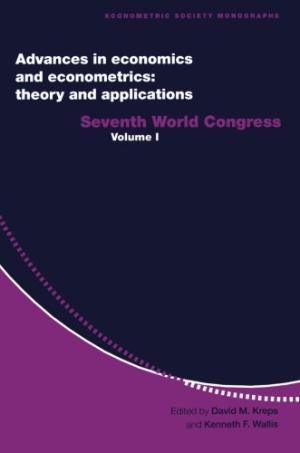 ECONOMETRIC SOCIETY MONOGRAPHS
Advances in economics
and econometrics:
theory and applications
Seventh World Congress
Volume I
Edited by David M. Kreps
and Kenneth F. Wallis